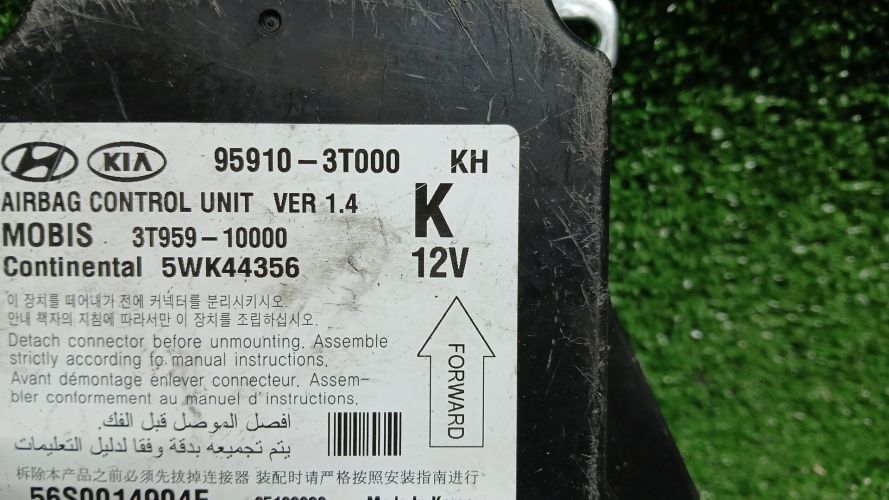 KIA 95910-3T000 KH
AIRBAG CONTROL UNIT VER 1.4 K
MOBIS 3T959-10000
Continental 5WK44356 12V
이 장치를 떼어내가 전에 커넥터를 분리시키시오.
안내 책자의 지침에 따라서만 이 장치를 조립하십시오.
Detach connector before unmounting. Assemble
strictly according to manual instructions.
Avant démontage enlever connecteur. Assem-
bler conformement au manuel d'instructions.
FORWARD
افصل الموصل قبل الفك.
يتم تجميعه بدقة وفقا لدليل التعليمات
拆除本产品之前必须先拔掉连接器 装配时请严格按照安装指南进行